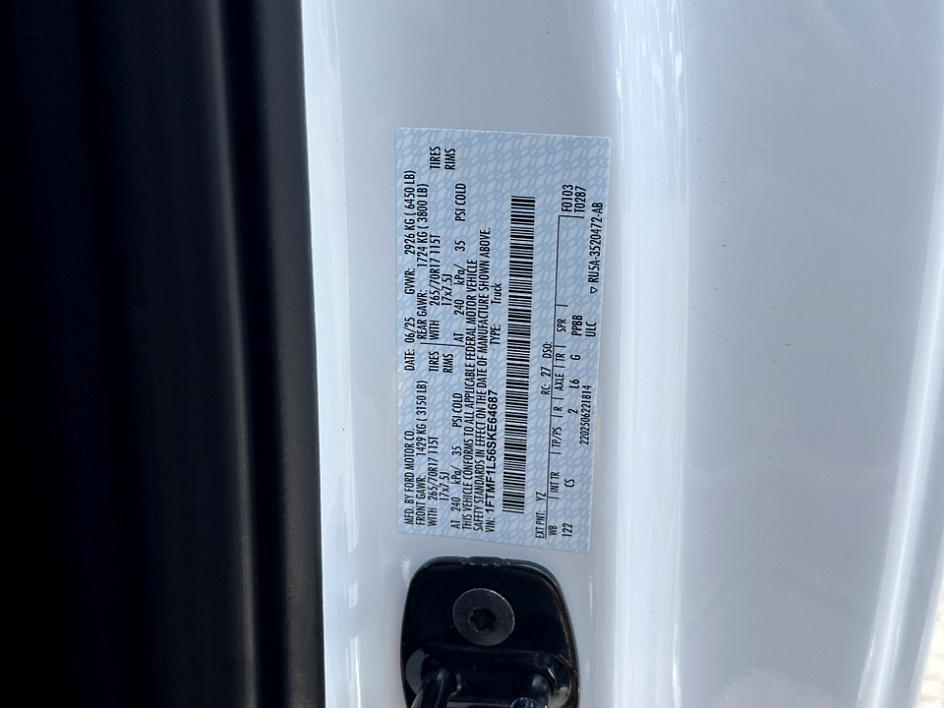 MFD. BY FORD MOTOR CO. DATE: 06/25 GVWR: 2926 KG ( 6450 LB)
FRONT GAWR: 1429 KG ( 3150 LB) REAR GAWR: 1724 KG ( 3800 LB)
WITH 265/70R17 115T TIRES WITH 265/70R17 115T TIRES
17x7.5J RIMS 17x7.5J RIMS
AT 240 kPa/ 35 PSI COLD AT 240 kPa/ 35 PSI COLD
THIS VEHICLE CONFORMS TO ALL APPLICABLE FEDERAL MOTOR VEHICLE
SAFETY STANDARDS IN EFFECT ON THE DATE OF MANUFACTURE SHOWN ABOVE.
VIN: 1FTMF1L56SKE64687 TYPE: Truck
EXT PNT: YZ RC: 27 DSO:
WB INT TR TP/PS R AXLE TR SPR F0103
122 CS 2 L6 G PPBB T0287
ULC
2202506221814 ▽ RU5A-3520472-AB